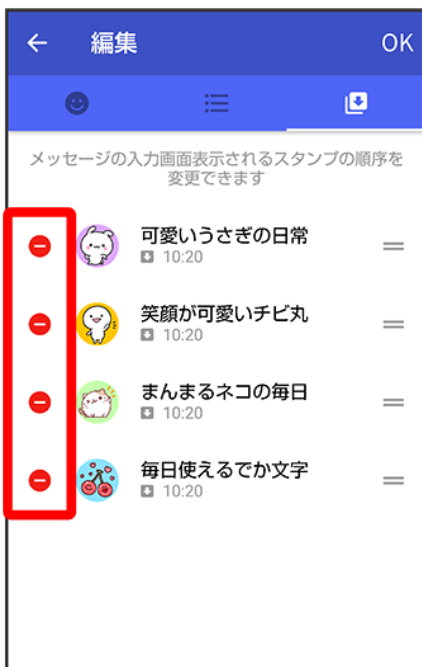 編集
OK
メッセージの入力画面表示されるスタンプの順序を
変更できます
可愛いうさぎの日常
10:20
笑顔が可愛いチビ丸
10:20
まんまるネコの毎日
10:20
毎日使えるでか文字
10:20